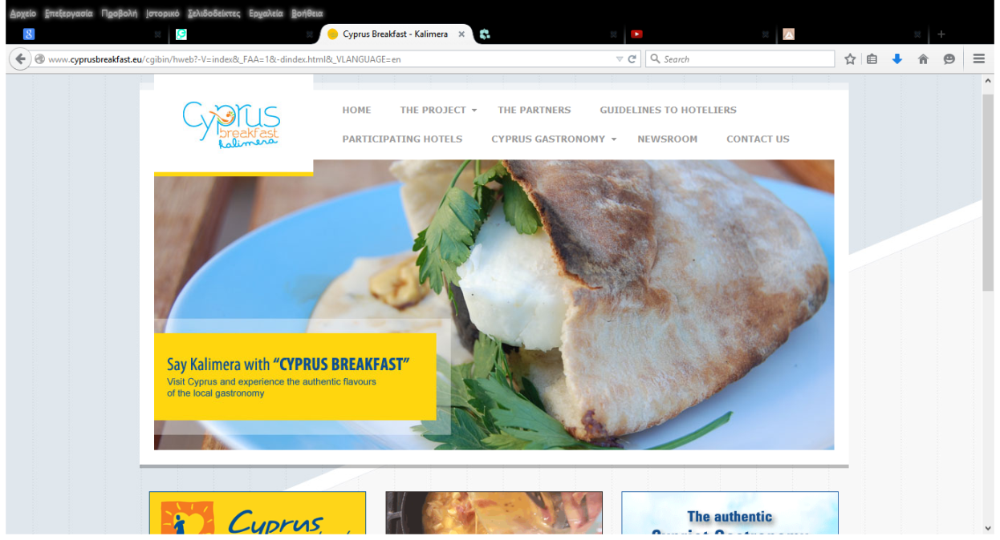 Αρχείο Επεξεργασία Προβολή Ιστορικό Σελιδοδείκτες Εργαλεία Βοήθεια
Cyprus Breakfast - Kalimera
www.cyprusbreakfast.eu/cgibin/hweb?-V=index&_FAA=1&-dindex.html&_VLANGUAGE=en
Search
Cyprus
breakfast
kalimera
HOME THE PROJECT THE PARTNERS GUIDELINES TO HOTELIERS
PARTICIPATING HOTELS CYPRUS GASTRONOMY NEWSROOM CONTACT US
Say Kalimera with “CYPRUS BREAKFAST”
Visit Cyprus and experience the authentic flavours
of the local gastronomy
Cyprus
The authentic
Cypriot Gastronomy